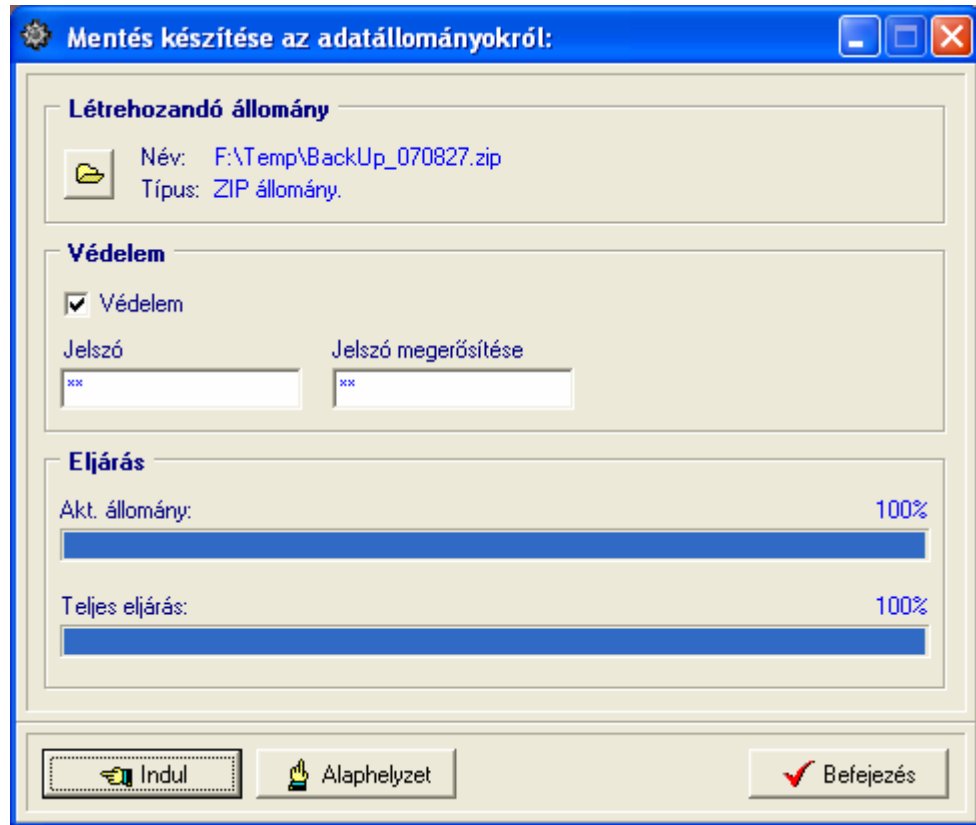 Mentés készítése az adatállományokról:
Létrehozandó állomány
Név: F:\Temp\BackUp_070827.zip
Típus: ZIP állomány.
Védelem
Védelem
Jelszó Jelszó megerősítése
** **
Eljárás
Akt. állomány: 100%
Teljes eljárás: 100%
Indul Alaphelyzet Befejezés